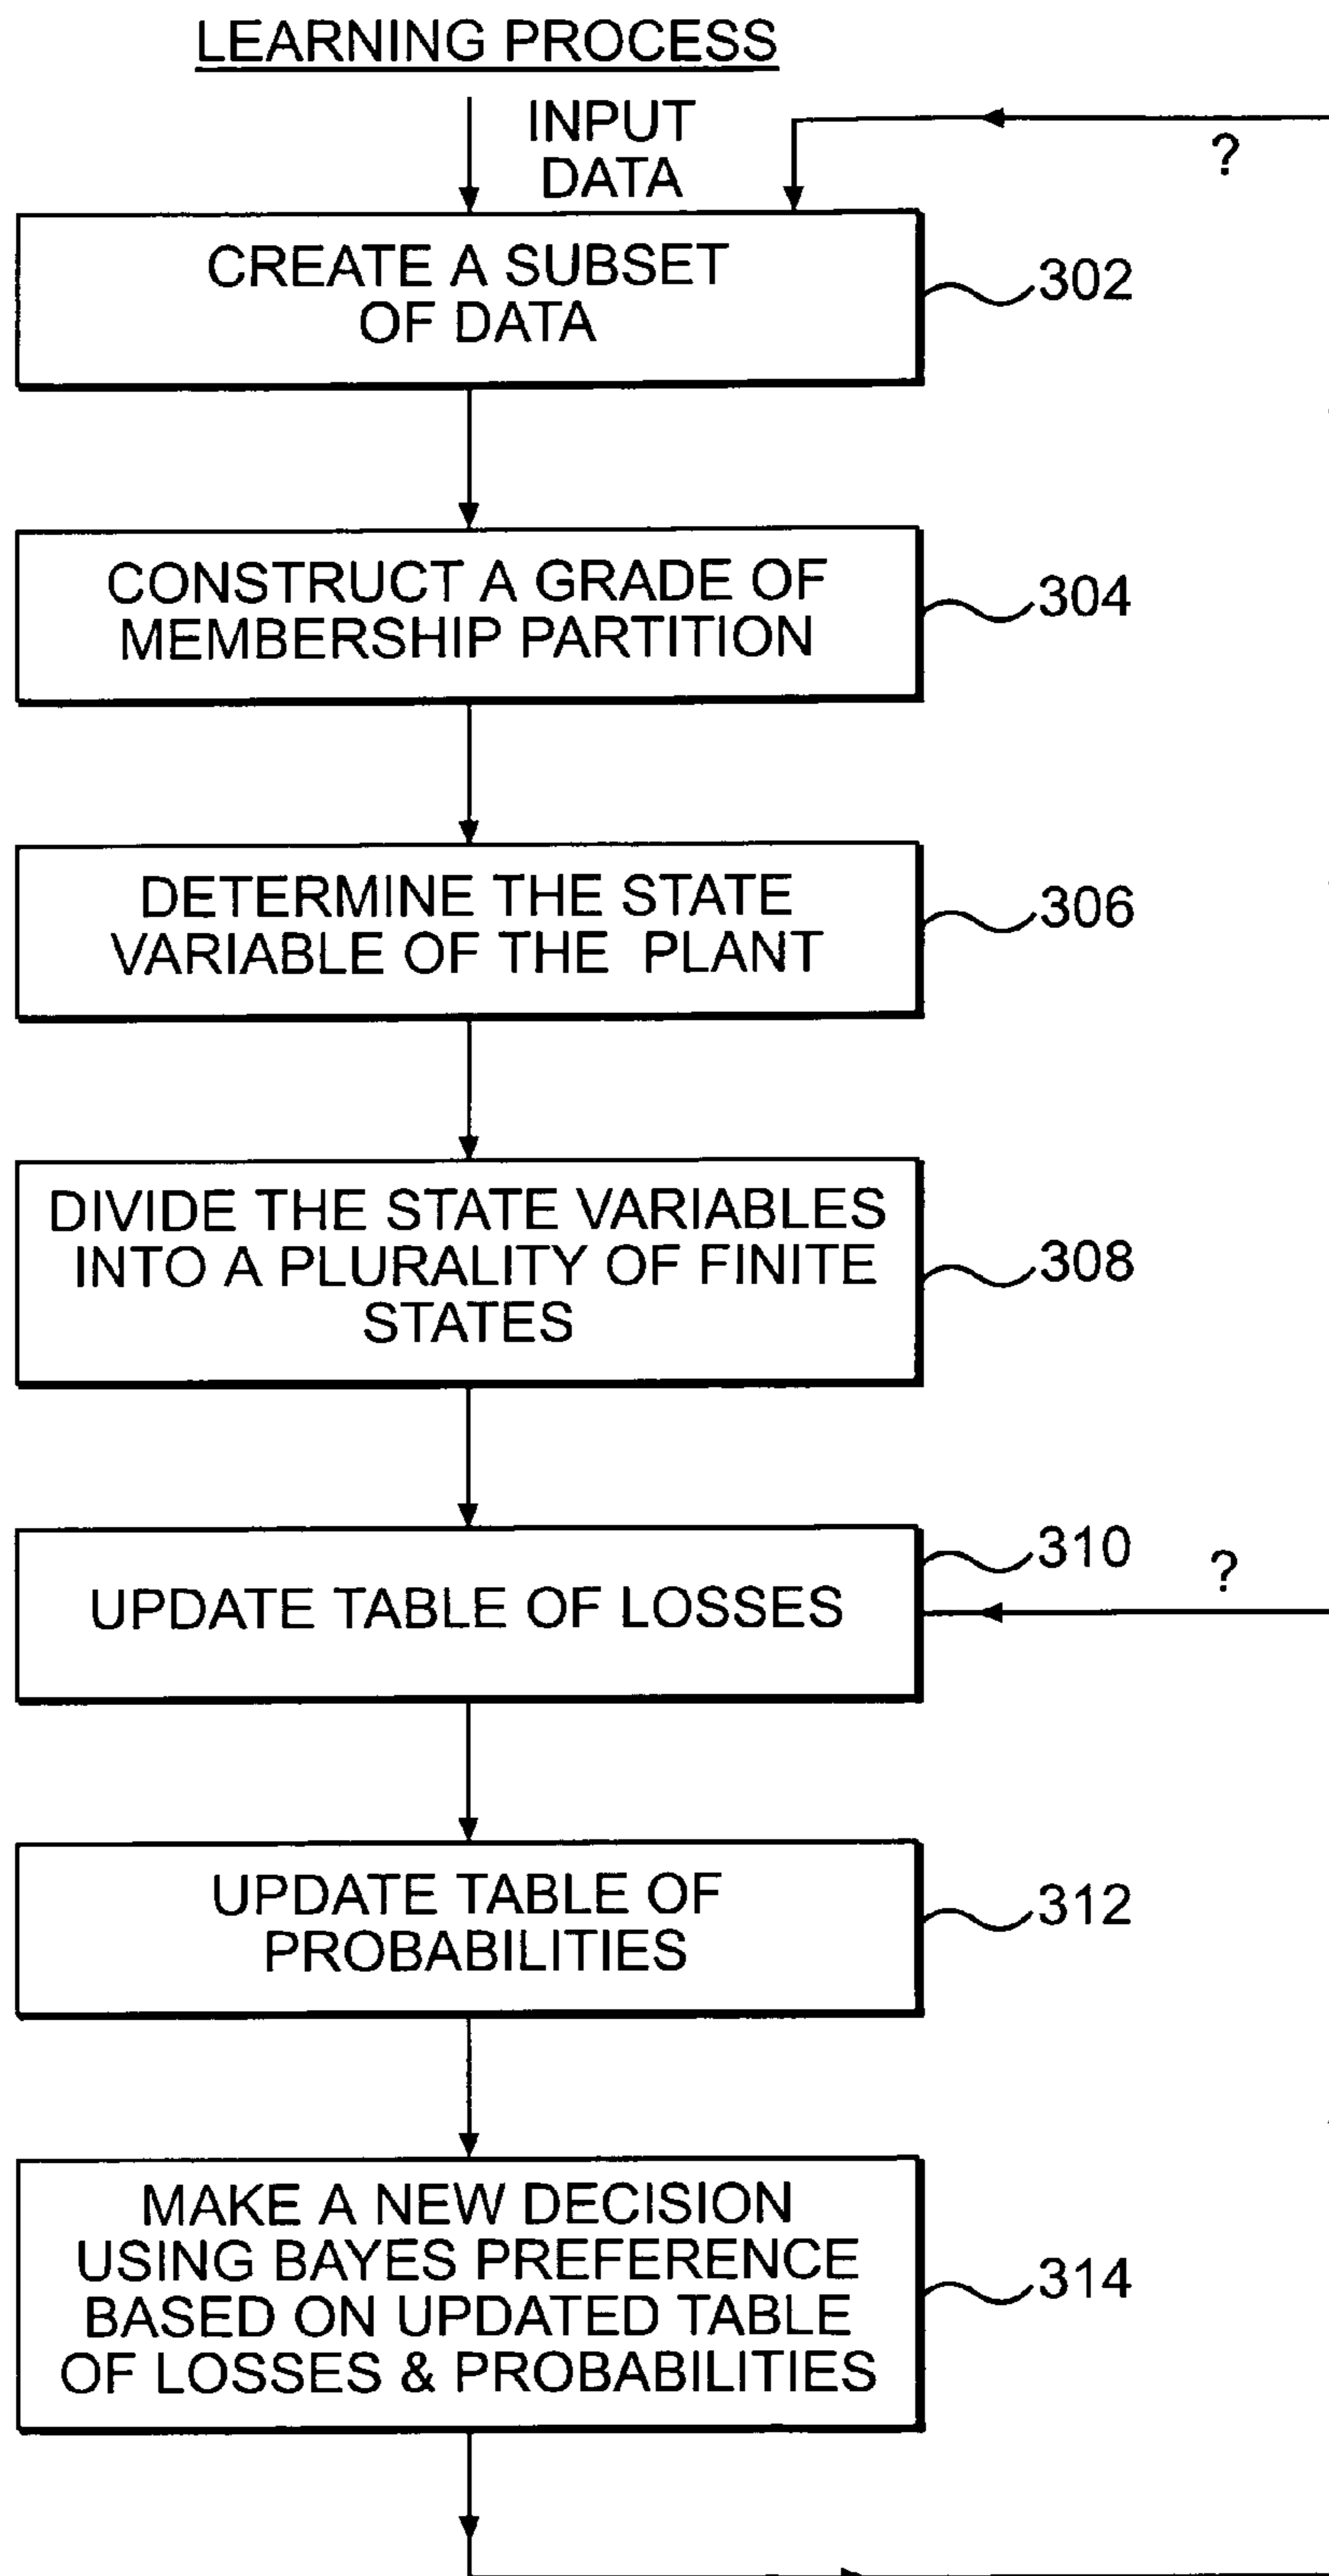 LEARNING PROCESS
INPUT
DATA
?
CREATE A SUBSET
OF DATA
302
CONSTRUCT A GRADE OF
MEMBERSHIP PARTITION
304
DETERMINE THE STATE
VARIABLE OF THE PLANT
306
DIVIDE THE STATE VARIABLES
INTO A PLURALITY OF FINITE
STATES
308
UPDATE TABLE OF LOSSES
310
?
UPDATE TABLE OF
PROBABILITIES
312
MAKE A NEW DECISION
USING BAYES PREFERENCE
BASED ON UPDATED TABLE
OF LOSSES & PROBABILITIES
314